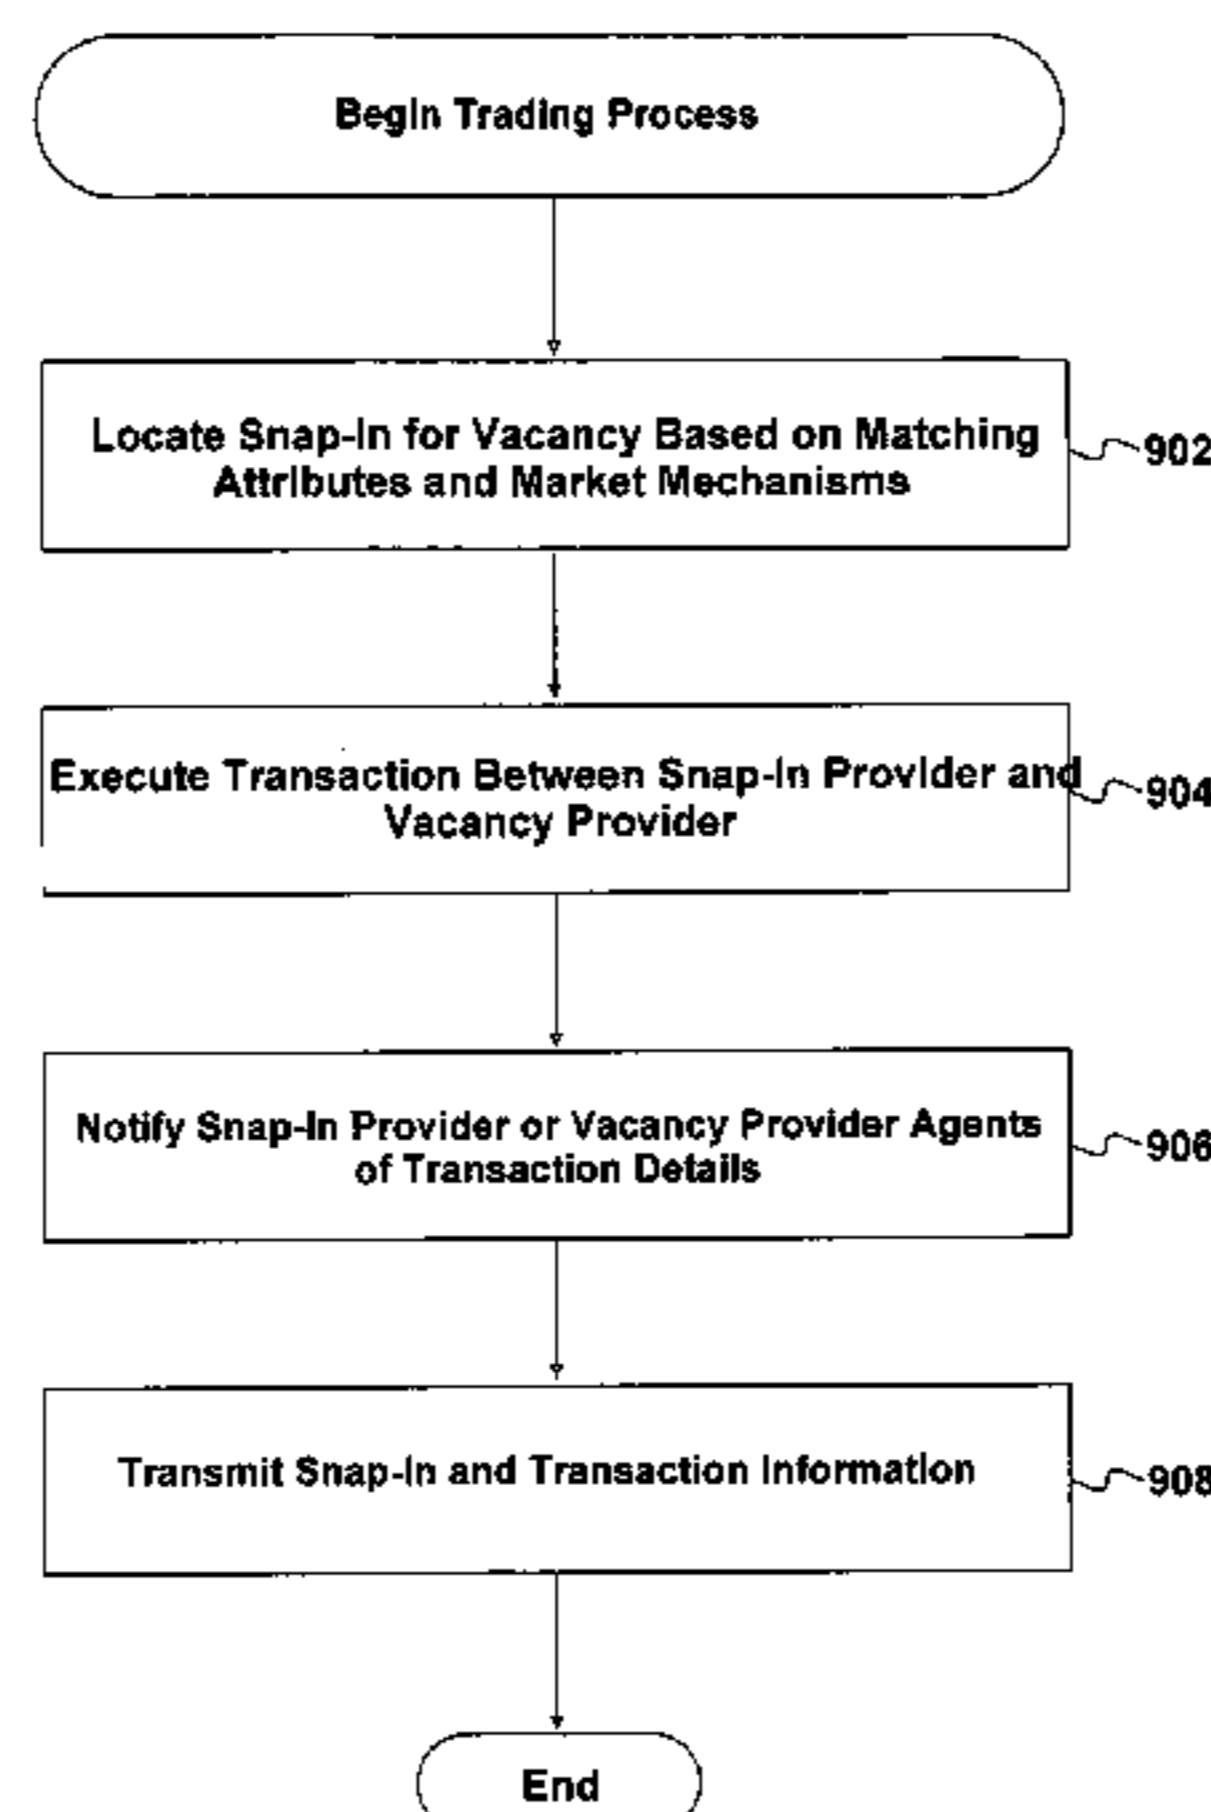 Begin Trading Process
Locate Snap-In for Vacancy Based on Matching
Attributes and Market Mechanisms
902
Execute Transaction Between Snap-In Provider and
Vacancy Provider
904
Notify Snap-In Provider or Vacancy Provider Agents
of Transaction Details
906
Transmit Snap-In and Transaction Information
908
End